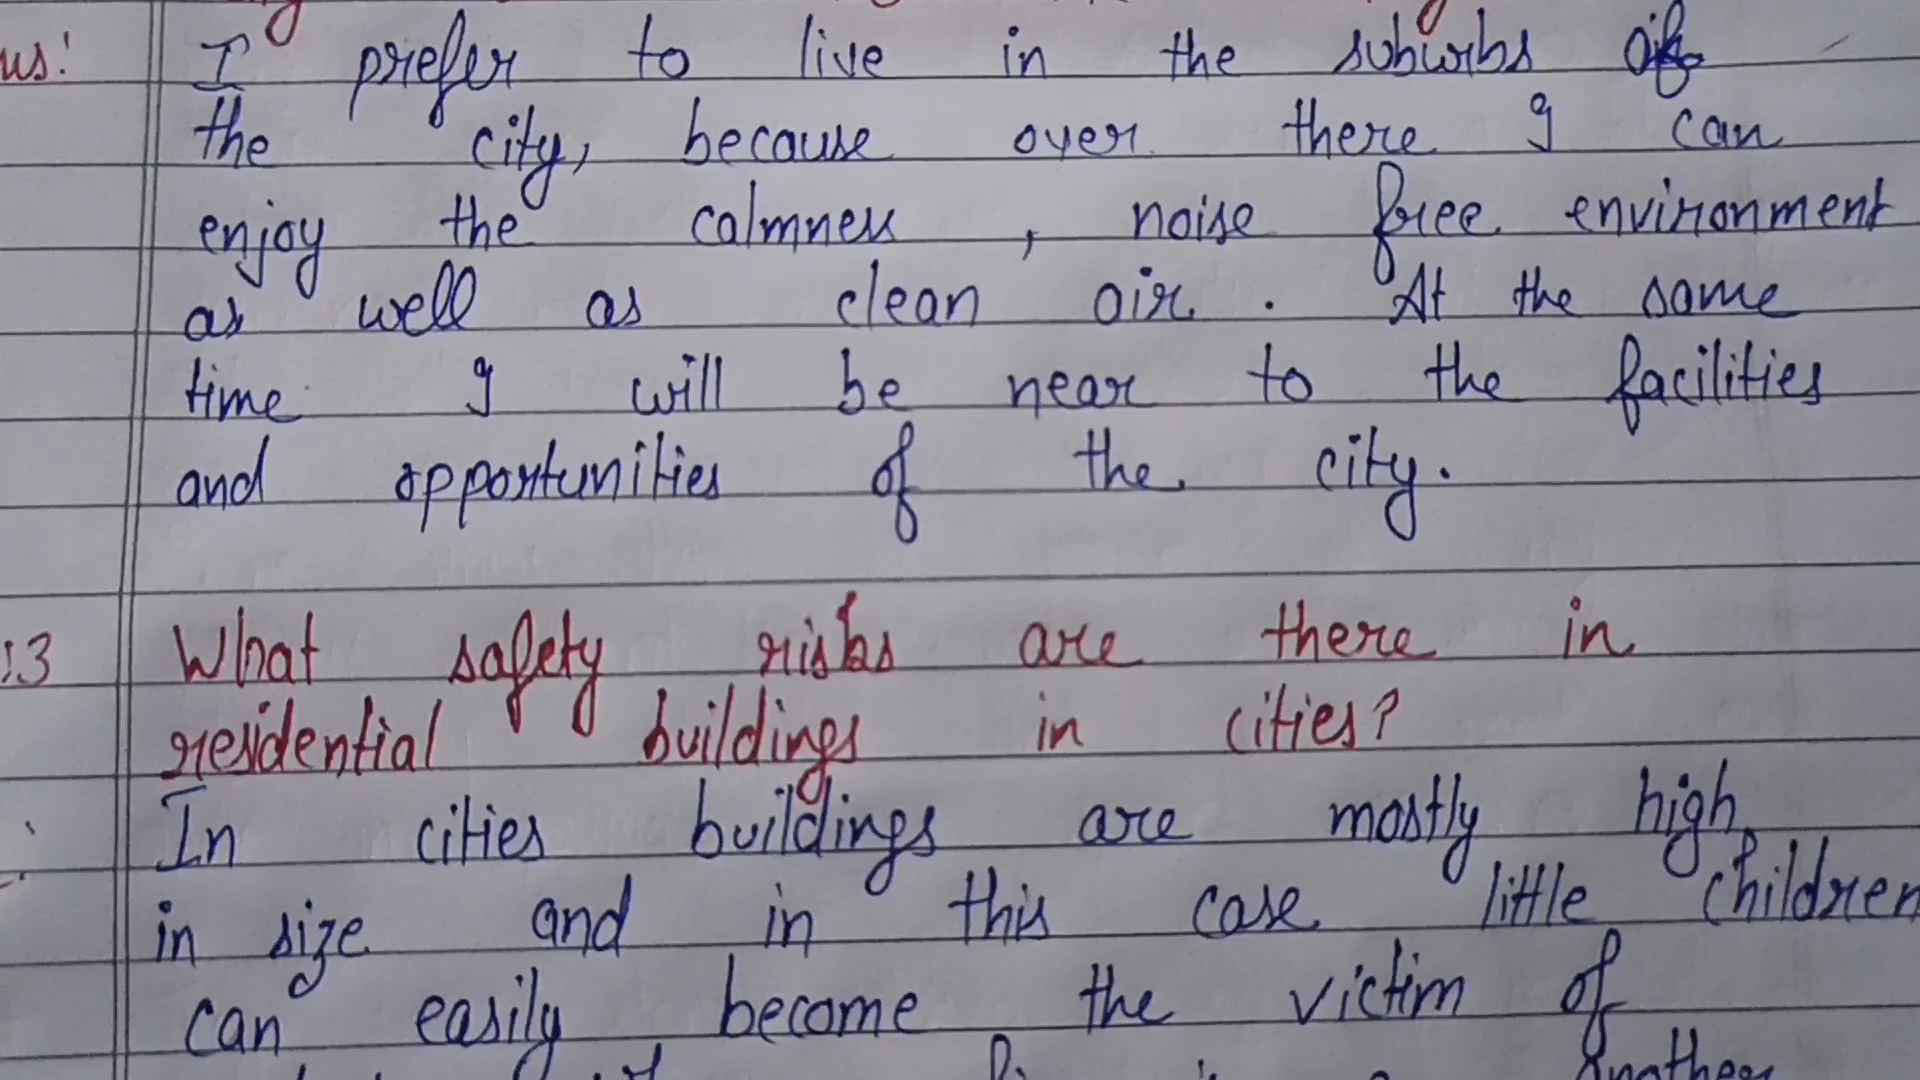 us: I prefer to live in the suburbs of
the city, because over there I can
enjoy the calmness, noise free environment
as well as clean air. At the same
time I will be near to the facilities
and opportunities of the city.
:3 What safety risks are there in
residential buildings in cities?
In cities buildings are mostly high
in size and in this case little children
can easily become the victim of
Another